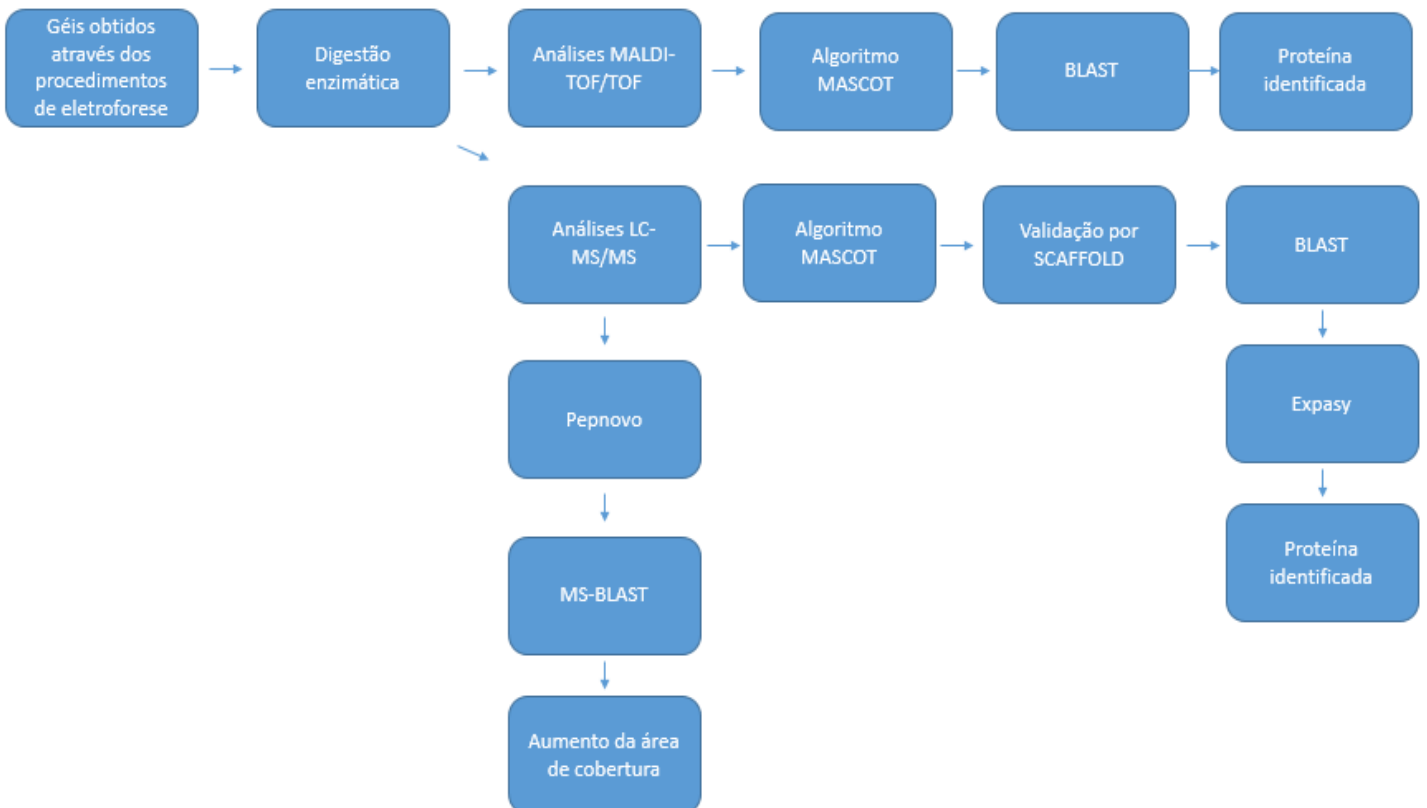 Géis obtidos
através dos
procedimentos
de eletroforese
Digestão
enzimática
Análises MALDI-
TOF/TOF
Algoritmo
MASCOT
BLAST
Proteína
identificada
Análises LC-
MS/MS
Algoritmo
MASCOT
Validação por
SCAFFOLD
BLAST
Pepnovo
Expasy
MS-BLAST
Proteína
identificada
Aumento da área
de cobertura